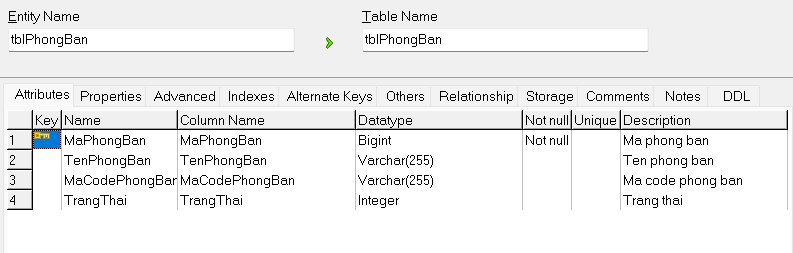 Entity Name Table Name
tblPhongBan tblPhongBan
Attributes Properties Advanced Indexes Alternate Keys Others Relationship Storage Comments Notes DDL
Key Name Column Name Datatype Not null Unique Description
1 MaPhongBan MaPhongBan Bigint Not null Ma phong ban
2 TenPhongBan TenPhongBan Varchar(255) Ten phong ban
3 MaCodePhongBan MaCodePhongBan Varchar(255) Ma code phong ban
4 TrangThai TrangThai Integer Trang thai